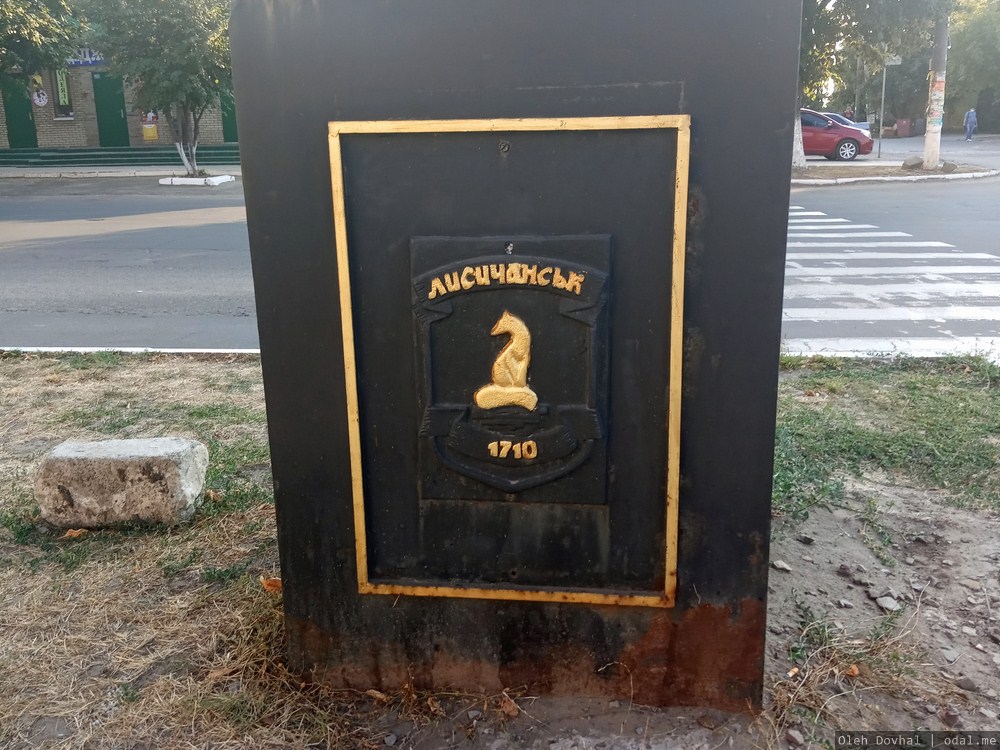 Лисичанськ
1710
Oleh Dovhal | odal.me